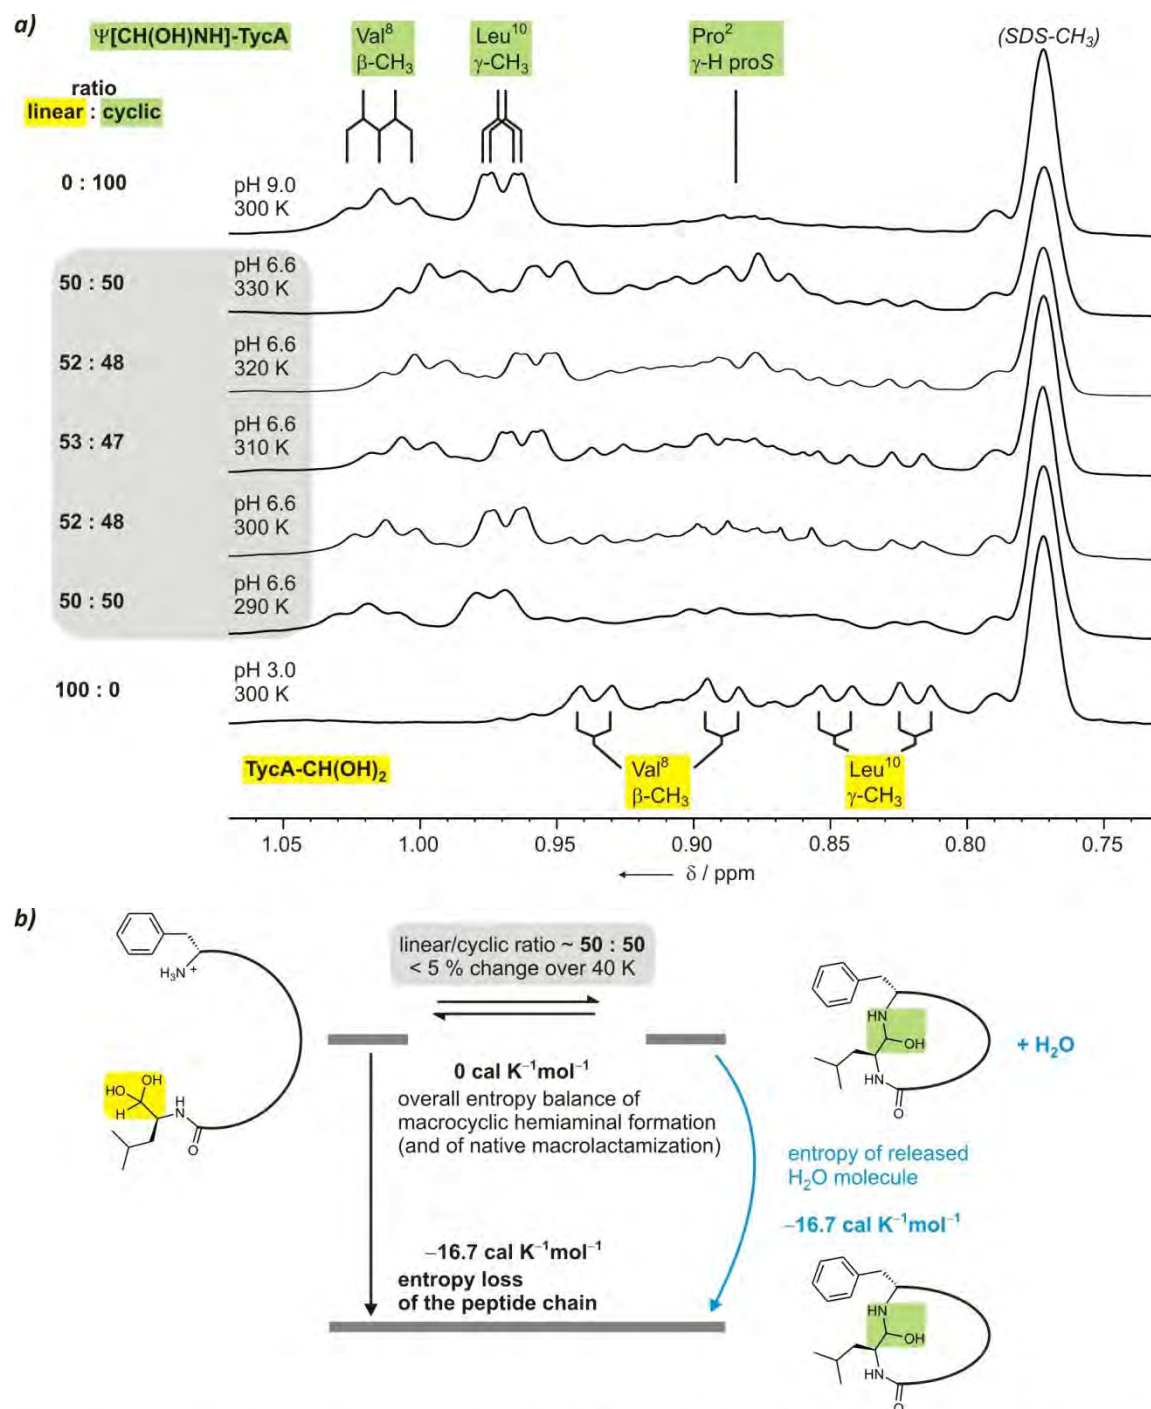 a)
Ψ[CH(OH)NH]-TycA
Val⁸
β-CH₃
Leu¹⁰
γ-CH₃
Pro²
γ-H proS
(SDS-CH₃)
ratio
linear : cyclic
0 : 100
pH 9.0
300 K
50 : 50
pH 6.6
330 K
52 : 48
pH 6.6
320 K
53 : 47
pH 6.6
310 K
52 : 48
pH 6.6
300 K
50 : 50
pH 6.6
290 K
100 : 0
pH 3.0
300 K
TycA-CH(OH)₂
Val⁸
β-CH₃
Leu¹⁰
γ-CH₃
1.05 1.00 0.95 0.90 0.85 0.80 0.75
← δ / ppm
b)
H₃N⁺
OH
HO
H
N
H
O
linear/cyclic ratio ~ 50 : 50
< 5 % change over 40 K
HN
OH
NH
O
+ H₂O
0 cal K⁻¹mol⁻¹
overall entropy balance of
macrocyclic hemiaminal formation
(and of native macrolactamization)
entropy of released
H₂O molecule
−16.7 cal K⁻¹mol⁻¹
−16.7 cal K⁻¹mol⁻¹
entropy loss
of the peptide chain
HN
OH
NH
O